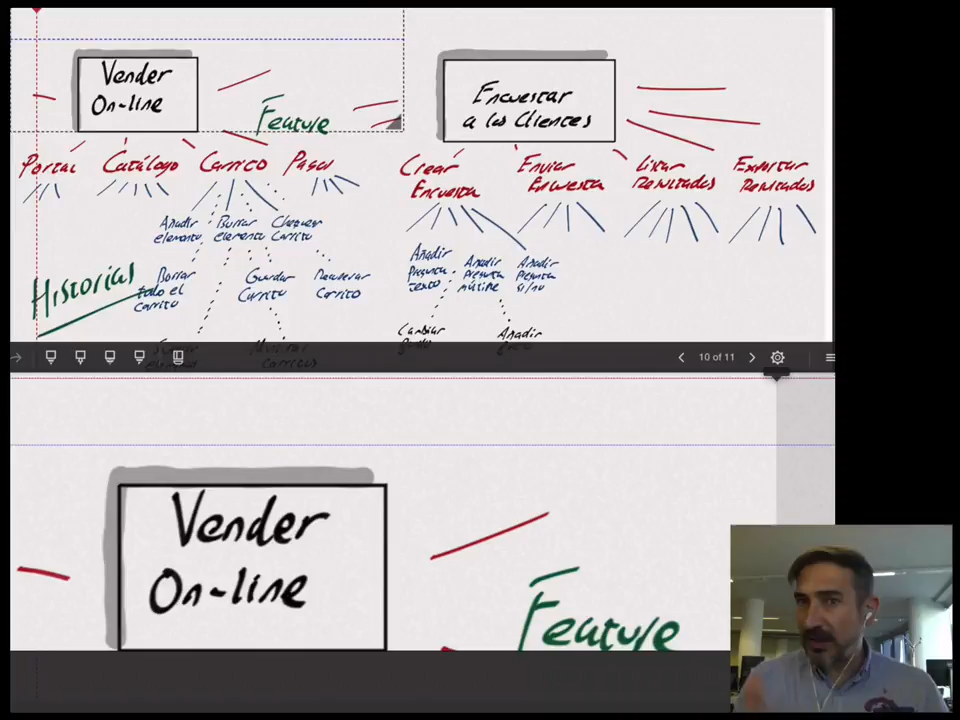 Vender
On-line
Feature
Portal Catálogo Carrito Pagar
Añadir elemento
Borrar elemento
Chequear Carrito
Borrar todo el carrito
Guardar Carrito
Recuperar Carrito
Historias
Encuestar
a los Clientes
Crear Encuesta
Enviar Encuesta
Listar Resultados
Exportar Resultados
Añadir pregunta texto
Añadir pregunta múltiple
Añadir pregunta si/no
Cambiar
Añadir
10 of 11
Vender
On-line
Feature